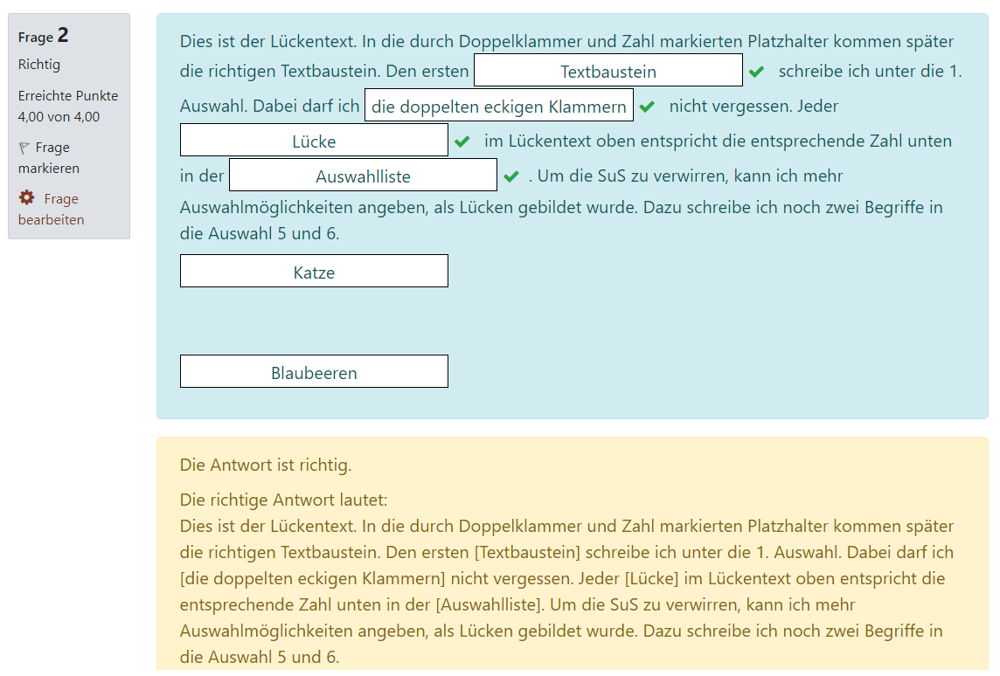 Frage 2
Richtig
Erreichte Punkte
4,00 von 4,00
Frage
markieren
Frage
bearbeiten
Dies ist der Lückentext. In die durch Doppelklammer und Zahl markierten Platzhalter kommen später
die richtigen Textbaustein. Den ersten Textbaustein schreibe ich unter die 1.
Auswahl. Dabei darf ich die doppelten eckigen Klammern nicht vergessen. Jeder
Lücke im Lückentext oben entspricht die entsprechende Zahl unten
in der Auswahlliste . Um die SuS zu verwirren, kann ich mehr
Auswahlmöglichkeiten angeben, als Lücken gebildet wurde. Dazu schreibe ich noch zwei Begriffe in
die Auswahl 5 und 6.
Katze
Blaubeeren
Die Antwort ist richtig.
Die richtige Antwort lautet:
Dies ist der Lückentext. In die durch Doppelklammer und Zahl markierten Platzhalter kommen später
die richtigen Textbaustein. Den ersten [Textbaustein] schreibe ich unter die 1. Auswahl. Dabei darf ich
[die doppelten eckigen Klammern] nicht vergessen. Jeder [Lücke] im Lückentext oben entspricht die
entsprechende Zahl unten in der [Auswahlliste]. Um die SuS zu verwirren, kann ich mehr
Auswahlmöglichkeiten angeben, als Lücken gebildet wurde. Dazu schreibe ich noch zwei Begriffe in
die Auswahl 5 und 6.